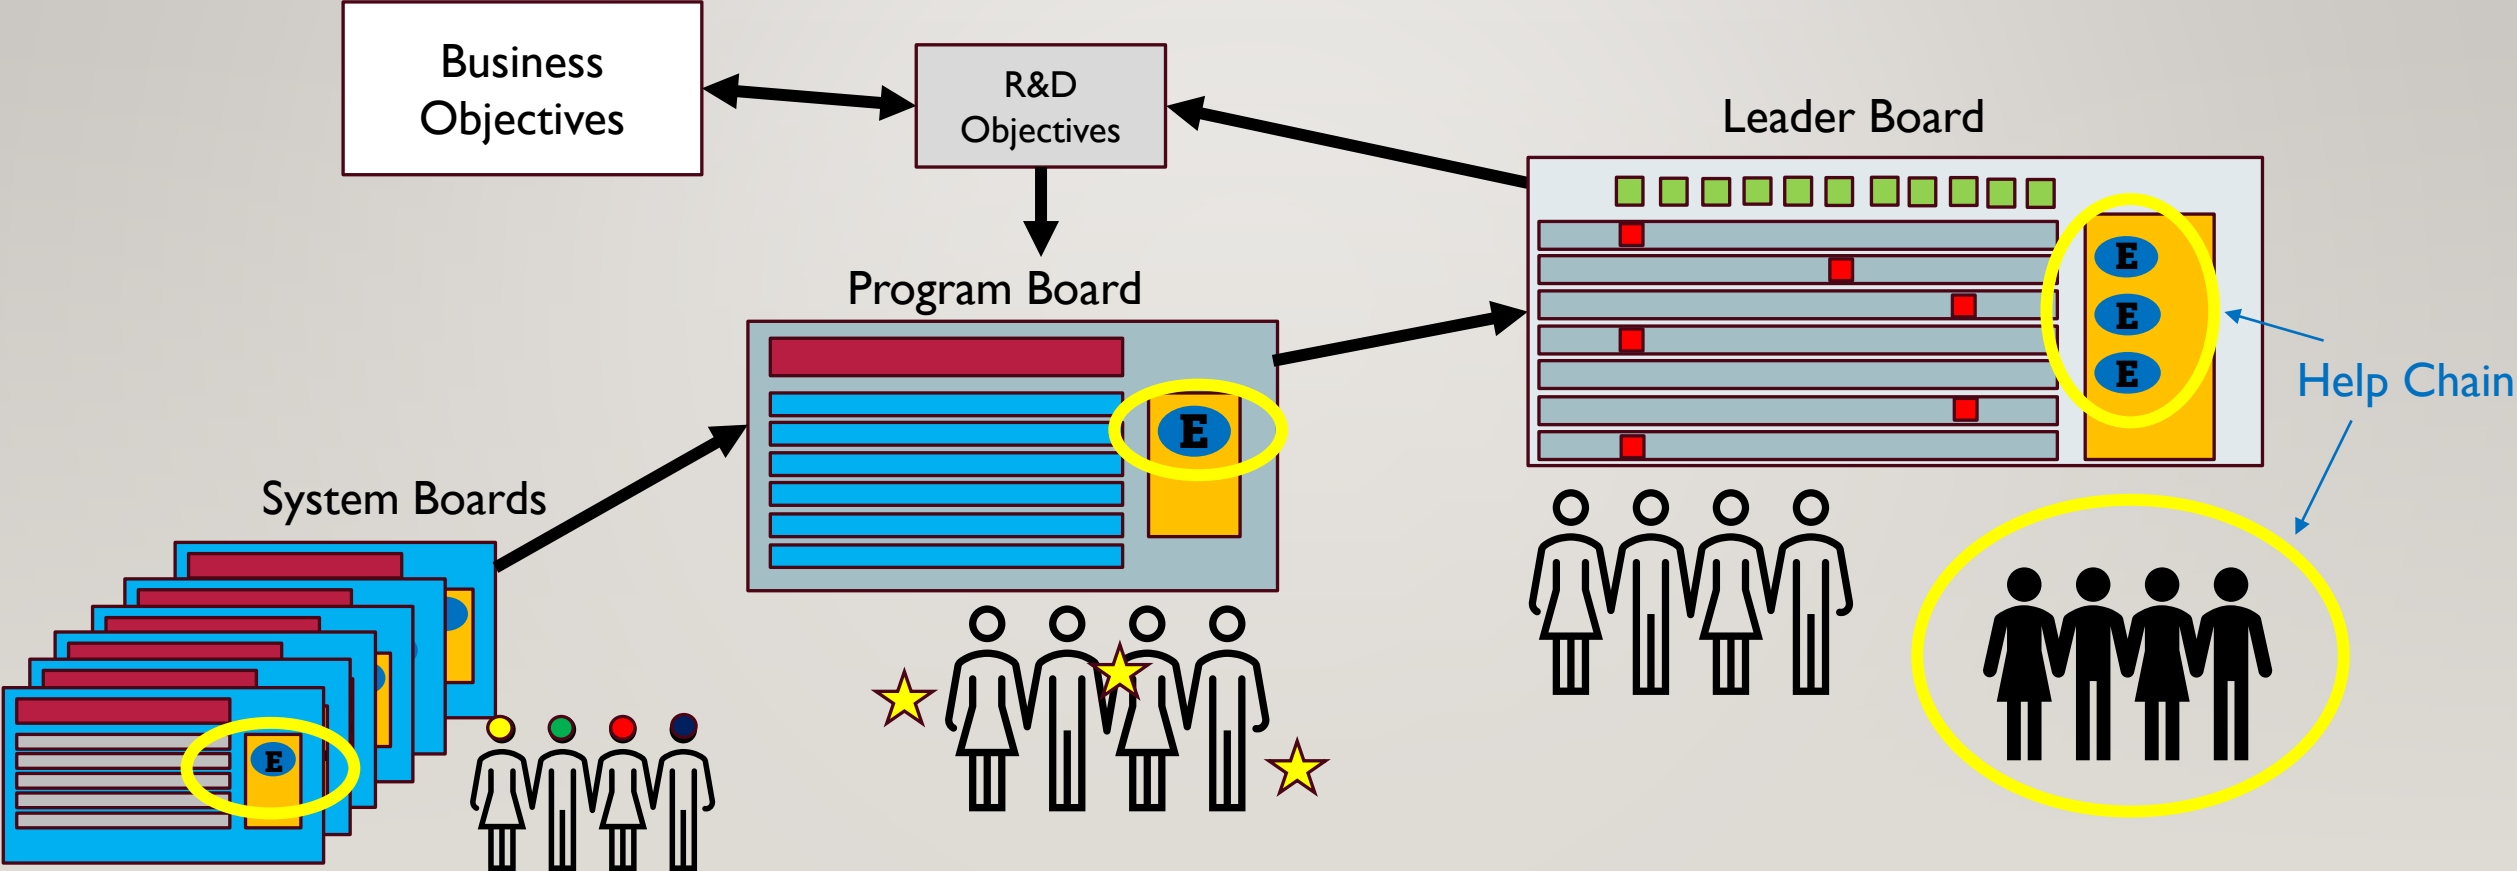 Business
Objectives
R&D
Objectives
Leader Board
Program Board
E
E
E
E
Help Chain
System Boards
E